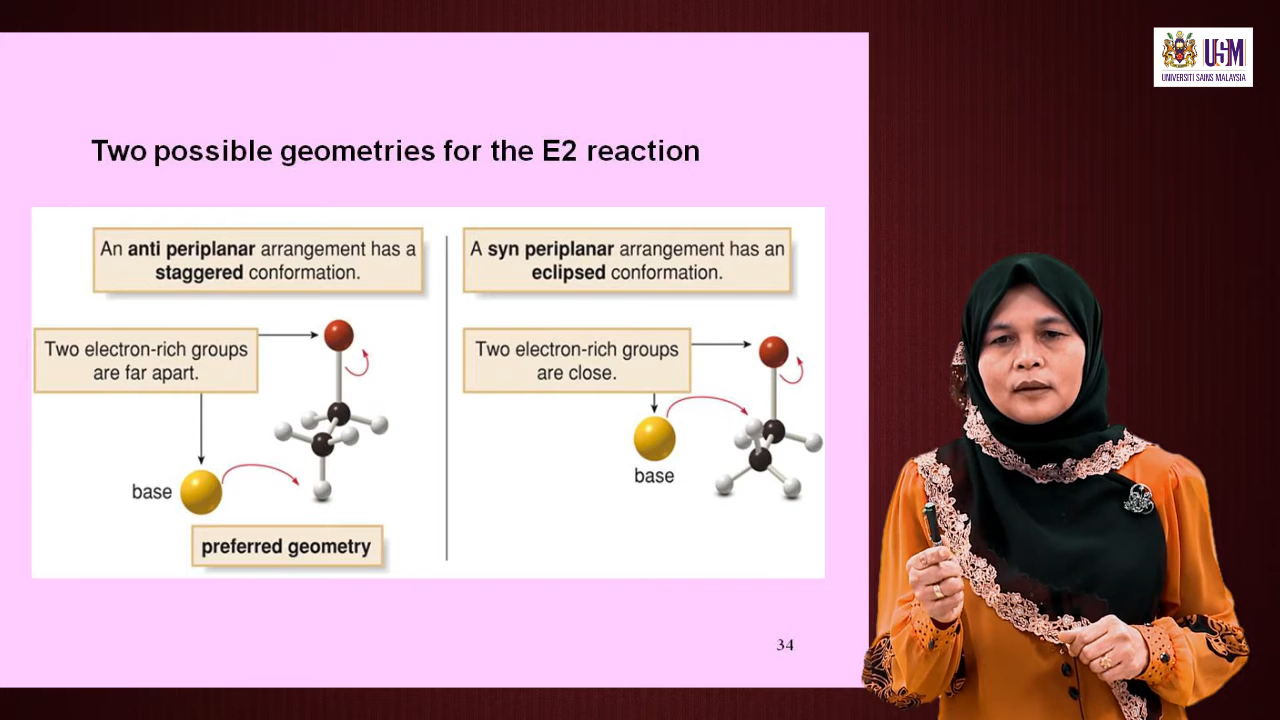 Two possible geometries for the E2 reaction
An anti periplanar arrangement has a
staggered conformation.
Two electron-rich groups
are far apart.
base
preferred geometry
A syn periplanar arrangement has an
eclipsed conformation.
Two electron-rich groups
are close.
base
34
USM
UNIVERSITI SAINS MALAYSIA